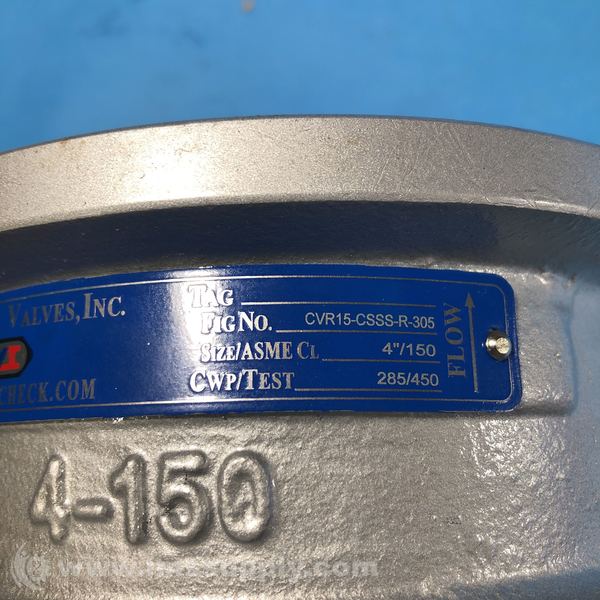 VALVES, INC.
CHECK.COM
TAG
FIG NO. CVR15-CSSS-R-305
SIZE/ASME CL 4"/150
CWP/TEST 285/450
FLOW
4-150